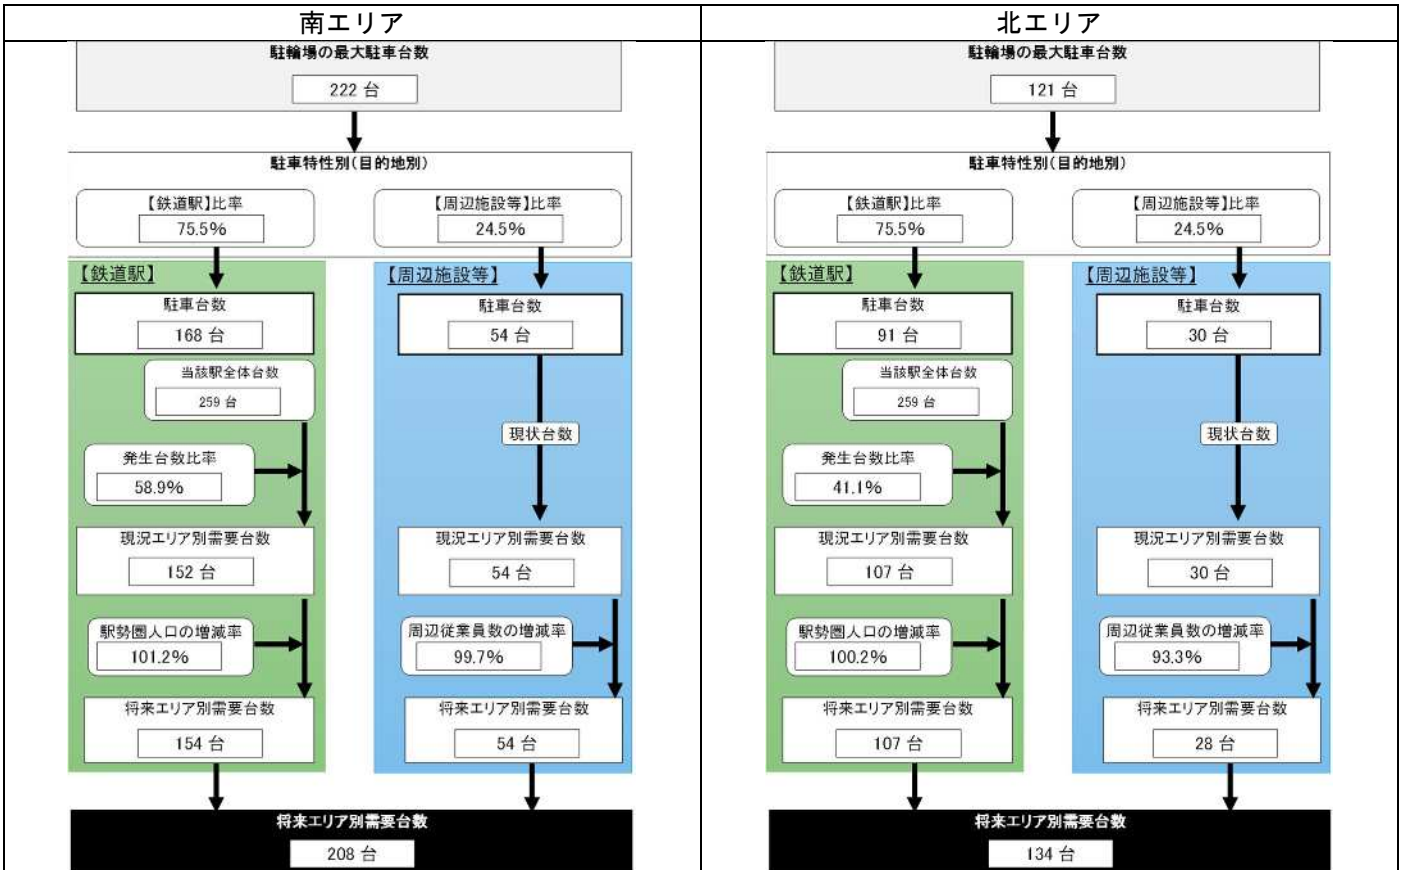 南エリア
駐輪場の最大駐車台数
222 台
駐車特性別(目的地別)
【鉄道駅】比率
75.5%
【周辺施設等】比率
24.5%
【鉄道駅】
駐車台数
168 台
当該駅全体台数
259 台
発生台数比率
58.9%
現況エリア別需要台数
152 台
駅勢圏人口の増減率
101.2%
将来エリア別需要台数
154 台
【周辺施設等】
駐車台数
54 台
現状台数
現況エリア別需要台数
54 台
周辺従業員数の増減率
99.7%
将来エリア別需要台数
54 台
将来エリア別需要台数
208 台
北エリア
駐輪場の最大駐車台数
121 台
駐車特性別(目的地別)
【鉄道駅】比率
75.5%
【周辺施設等】比率
24.5%
【鉄道駅】
駐車台数
91 台
当該駅全体台数
259 台
発生台数比率
41.1%
現況エリア別需要台数
107 台
駅勢圏人口の増減率
100.2%
将来エリア別需要台数
107 台
【周辺施設等】
駐車台数
30 台
現状台数
現況エリア別需要台数
30 台
周辺従業員数の増減率
93.3%
将来エリア別需要台数
28 台
将来エリア別需要台数
134 台